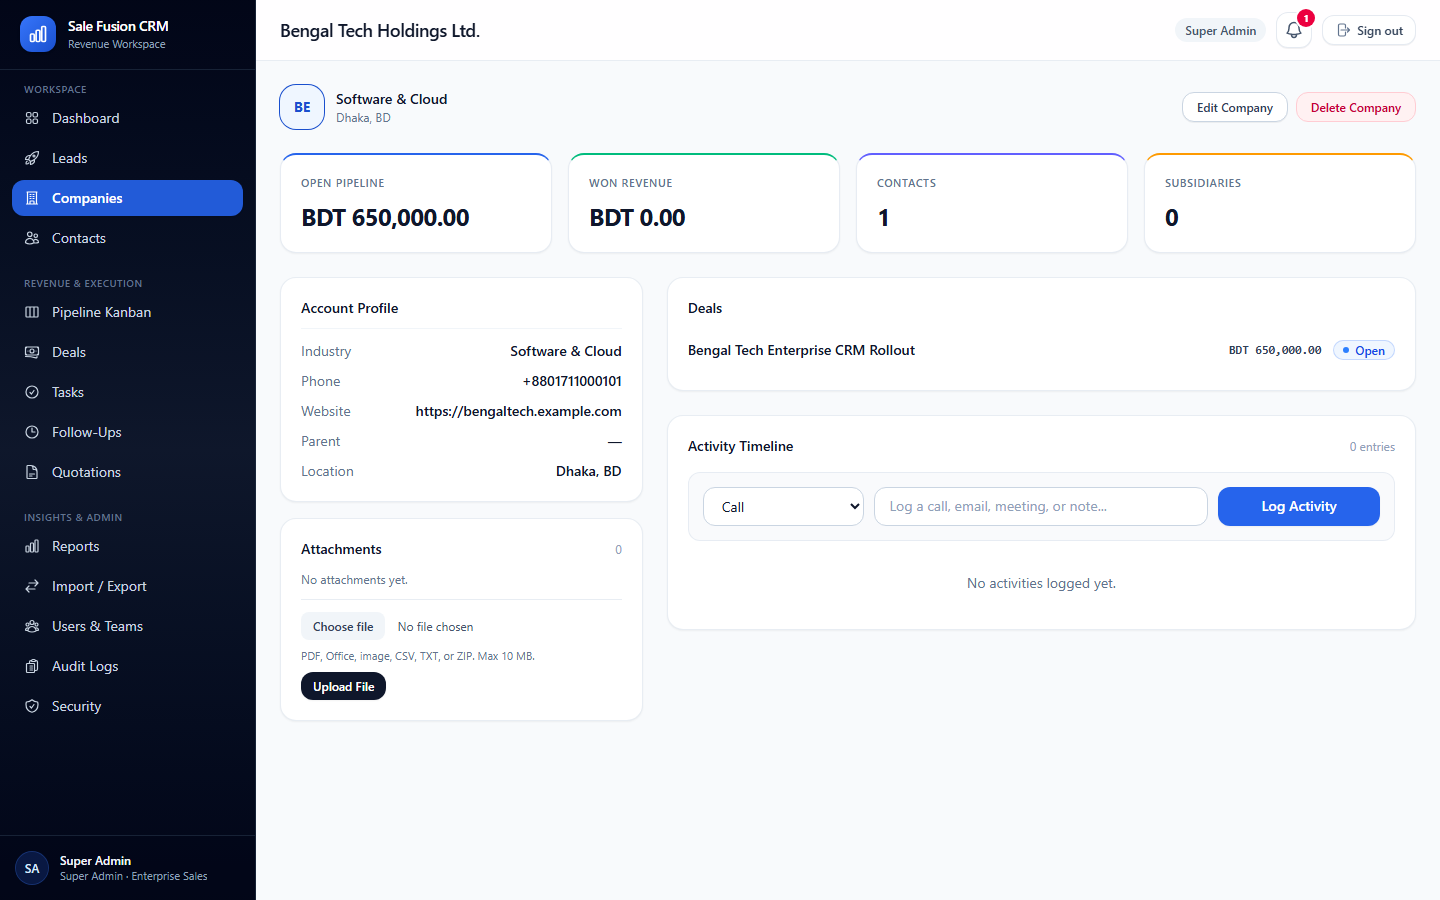 Sale Fusion CRM
Revenue Workspace
WORKSPACE
Dashboard
Leads
Companies
Contacts
REVENUE & EXECUTION
Pipeline Kanban
Deals
Tasks
Follow-Ups
Quotations
INSIGHTS & ADMIN
Reports
Import / Export
Users & Teams
Audit Logs
Security
SA
Super Admin
Super Admin · Enterprise Sales
Bengal Tech Holdings Ltd.
Super Admin
1
Sign out
BE
Software & Cloud
Dhaka, BD
Edit Company
Delete Company
OPEN PIPELINE
BDT 650,000.00
WON REVENUE
BDT 0.00
CONTACTS
1
SUBSIDIARIES
0
Account Profile
Industry Software & Cloud
Phone +8801711000101
Website https://bengaltech.example.com
Parent —
Location Dhaka, BD
Attachments 0
No attachments yet.
Choose file No file chosen
PDF, Office, image, CSV, TXT, or ZIP. Max 10 MB.
Upload File
Deals
Bengal Tech Enterprise CRM Rollout BDT 650,000.00 Open
Activity Timeline 0 entries
Call Log a call, email, meeting, or note... Log Activity
No activities logged yet.